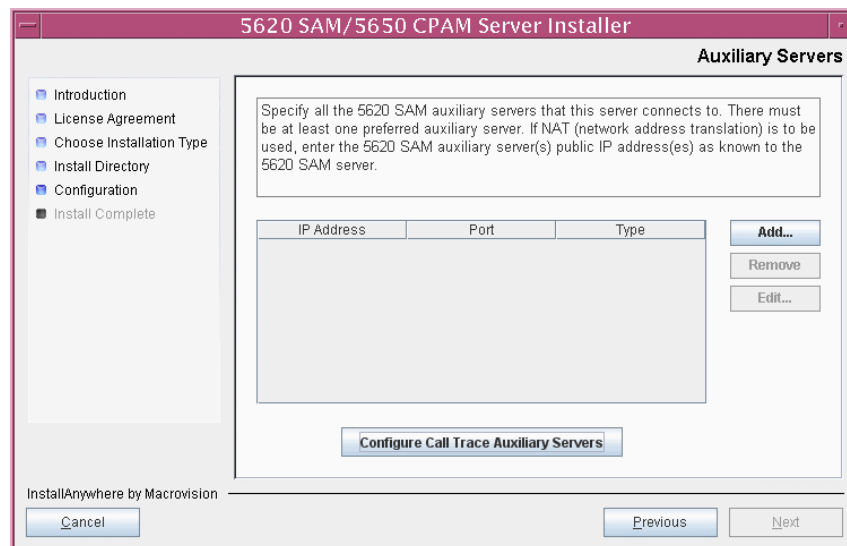 5620 SAM/5650 CPAM Server Installer
Auxiliary Servers
Introduction
License Agreement
Choose Installation Type
Install Directory
Configuration
Install Complete
Specify all the 5620 SAM auxiliary servers that this server connects to. There must
be at least one preferred auxiliary server. If NAT (network address translation) is to be
used, enter the 5620 SAM auxiliary server(s) public IP address(es) as known to the
5620 SAM server.
IP Address Port Type
Add...
Remove
Edit...
Configure Call Trace Auxiliary Servers
InstallAnywhere by Macrovision
Cancel Previous Next